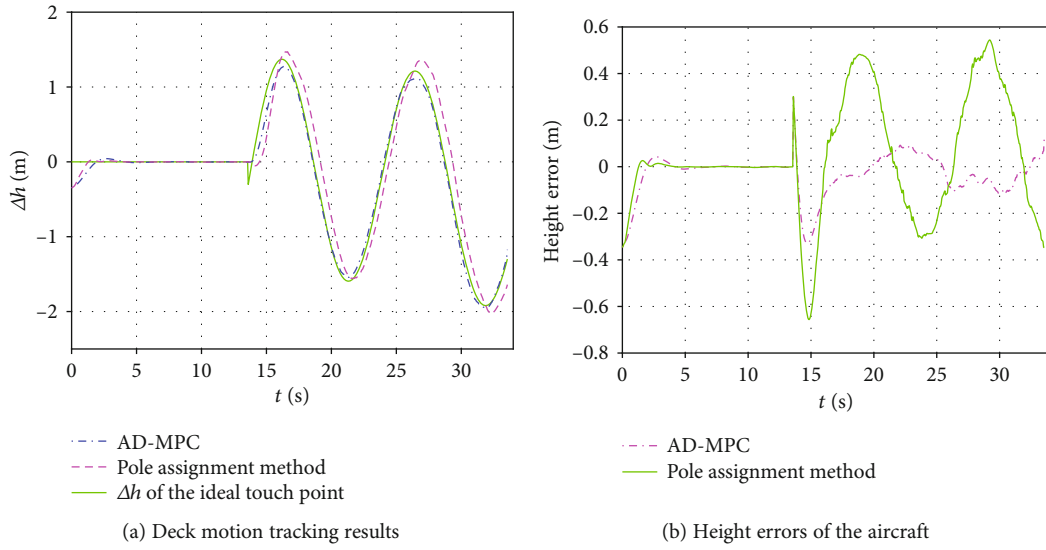 2
1
0
−1
−2
Δh (m)
0 5 10 15 20 25 30
t (s)
AD-MPC
Pole assignment method
Δh of the ideal touch point
(a) Deck motion tracking results
0.6
0.4
0.2
0
−0.2
−0.4
−0.6
−0.8
Height error (m)
0 5 10 15 20 25 30
t (s)
AD-MPC
Pole assignment method
(b) Height errors of the aircraft